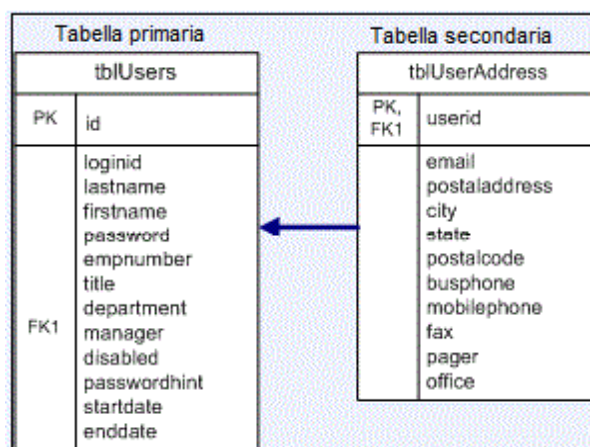 Tabella primaria
tblUsers
PK
id
loginid
lastname
firstname
password
empnumber
title
department
FK1
manager
disabled
passwordhint
startdate
enddate
Tabella secondaria
tblUserAddress
PK,
FK1
userid
email
postaladdress
city
state
postalcode
busphone
mobilephone
fax
pager
office